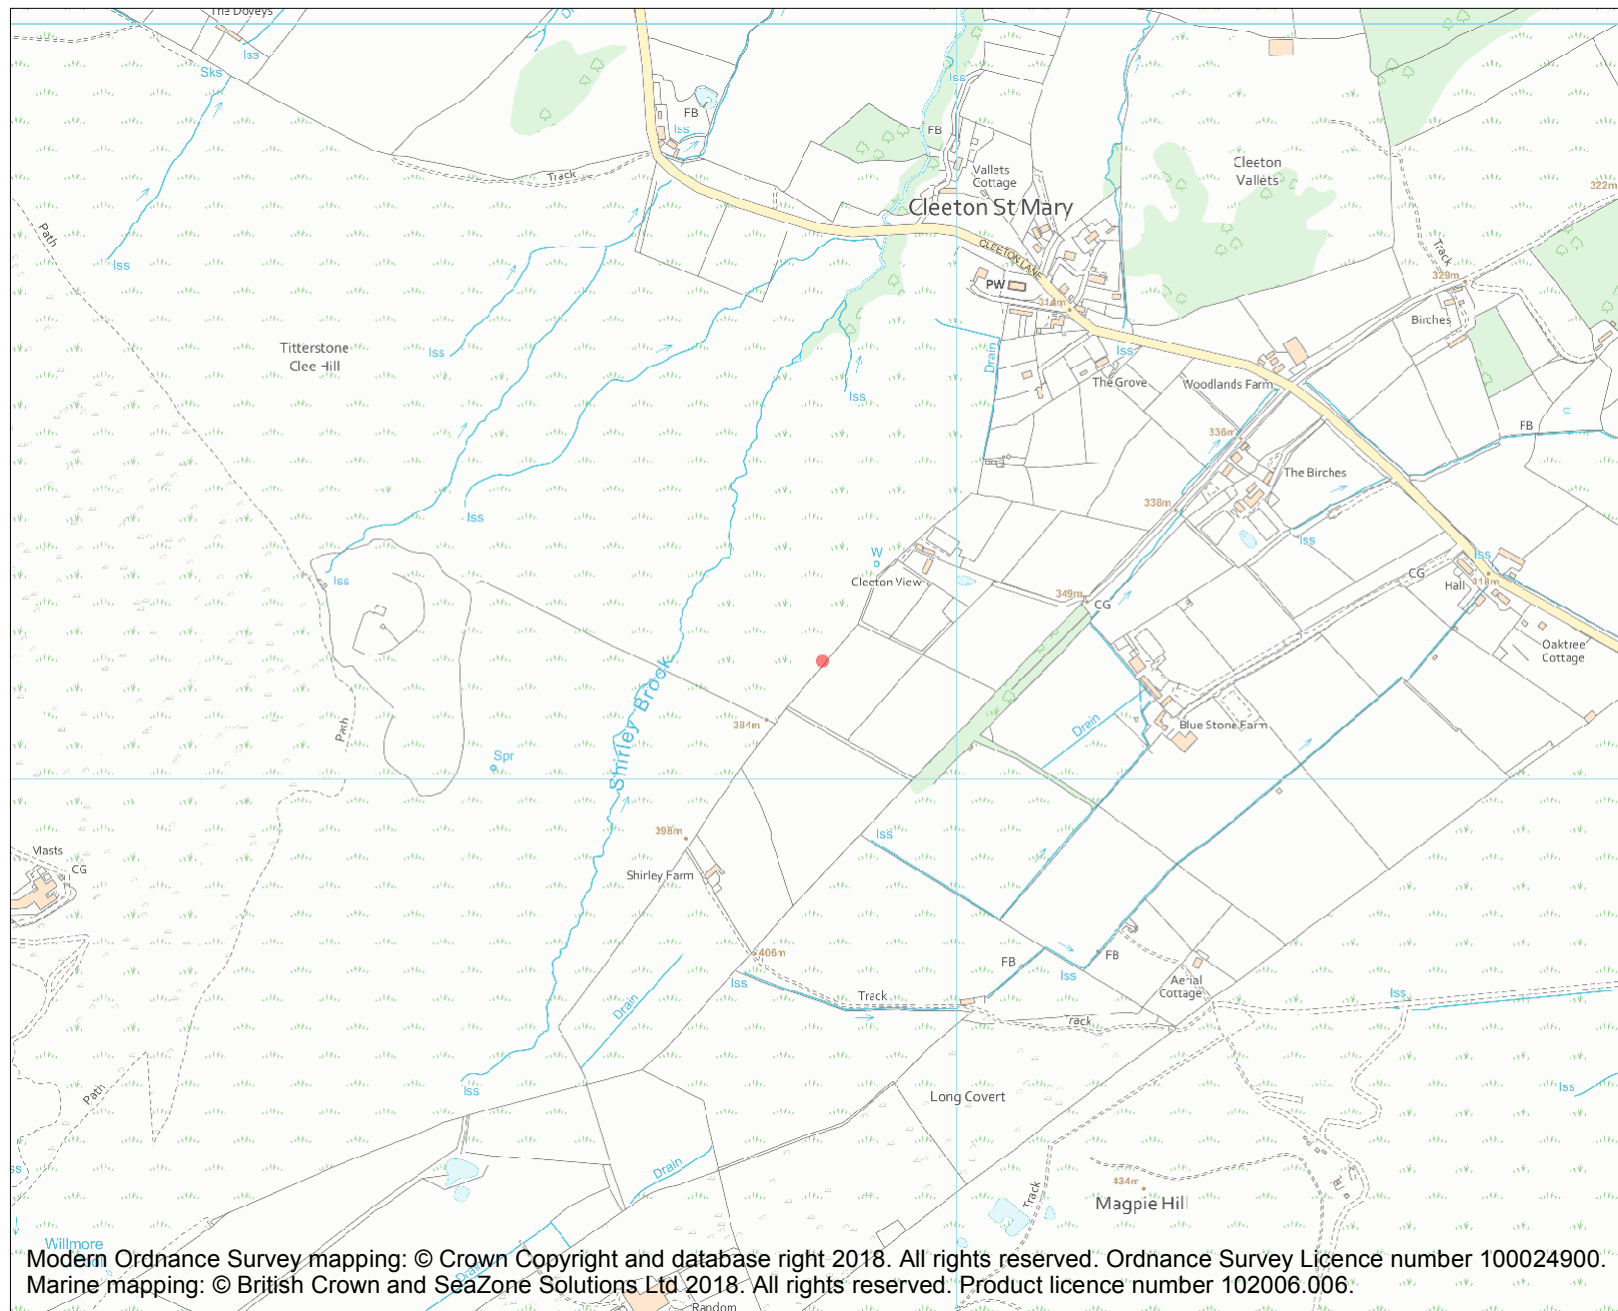 The Doveys
D
Iss
Sks
Iss
FB
Iss
FB
Vallets
Cottage
Cleeton
Vallets
322m
Track
Cleeton St Mary
Path
Iss
CLEETON LANE
Track
329m
PW
314m
Birches
Titterstone
Clee Hill
Iss
Drain
Iss
The Grove
Woodlands Farm
Iss
FB
336m
The Birches
338m
Iss
Iss
W
Iss
CG
Iss
Cleeton View
349m
CG
Hall
318m
Oaktree
Cottage
Shirley Brook
384m
Path
Drain
Blue Stone Farm
Spr
398m
Iss
Masts
CG
Shirley Farm
406m
FB
FB
Iss
Iss
Aerial
Cottage
Track
Drain
Iss
Track
Iss
Iss
Path
Long Covert
ss
Drain
434m
Magpie Hill
Track
Willmore
Pool
Modern Ordnance Survey mapping: © Crown Copyright and database right 2018. All rights reserved. Ordnance Survey Licence number 100024900.
Marine mapping: © British Crown and SeaZone Solutions Ltd 2018. All rights reserved. Product licence number 102006.006.
Drain
Random